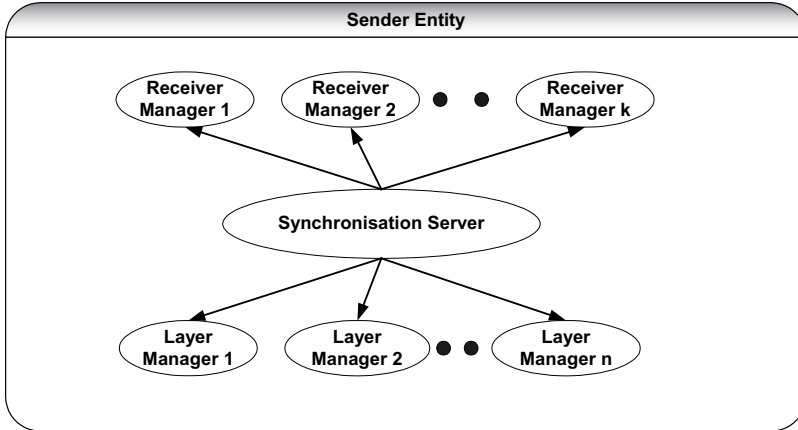 Sender Entity
Receiver
Manager 1
Receiver
Manager 2
Receiver
Manager k
Synchronisation Server
Layer
Manager 1
Layer
Manager 2
Layer
Manager n